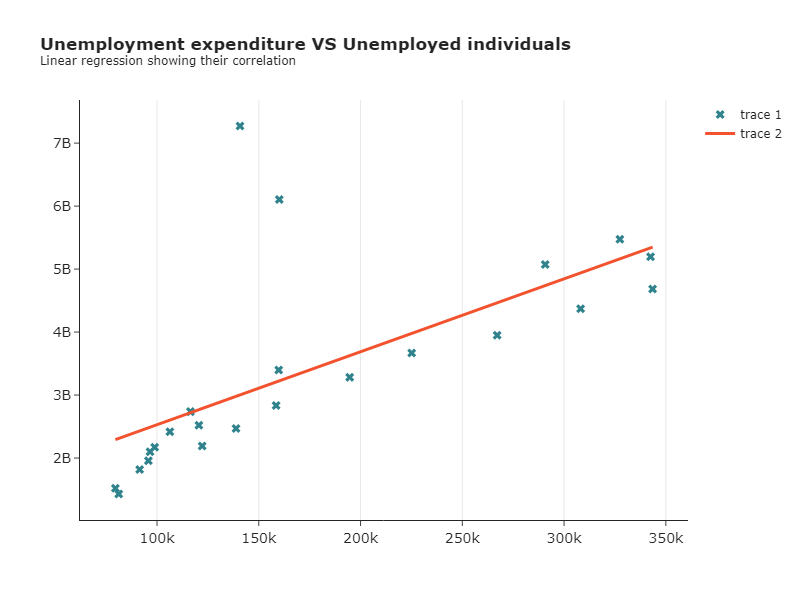 Unemployment expenditure VS Unemployed individuals
Linear regression showing their correlation
trace 1
trace 2
7B
6B
5B
4B
3B
2B
100k 150k 200k 250k 300k 350k